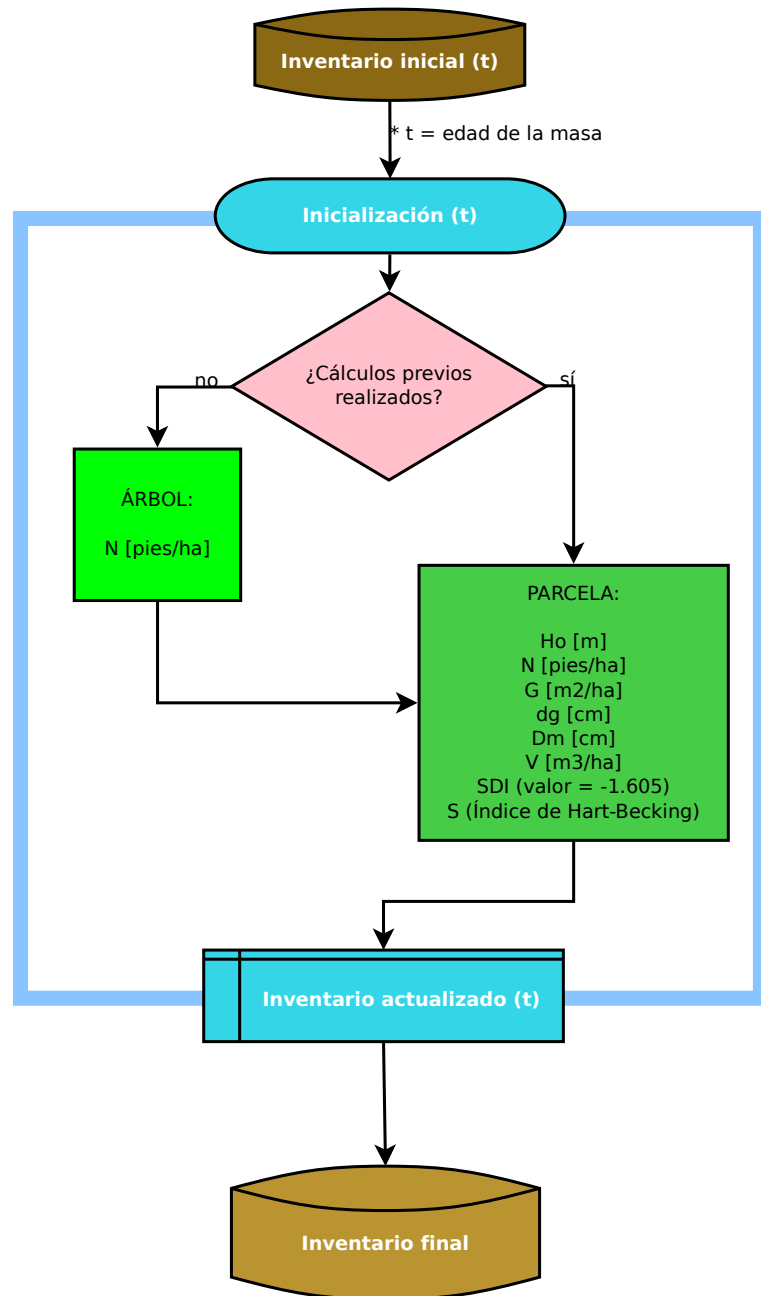 Inventario inicial (t)
* t = edad de la masa
Inicialización (t)
¿Cálculos previos
realizados?
no
sí
ÁRBOL:
N [pies/ha]
PARCELA:
Ho [m]
N [pies/ha]
G [m2/ha]
dg [cm]
Dm [cm]
V [m3/ha]
SDI (valor = -1.605)
S (Índice de Hart-Becking)
Inventario actualizado (t)
Inventario final